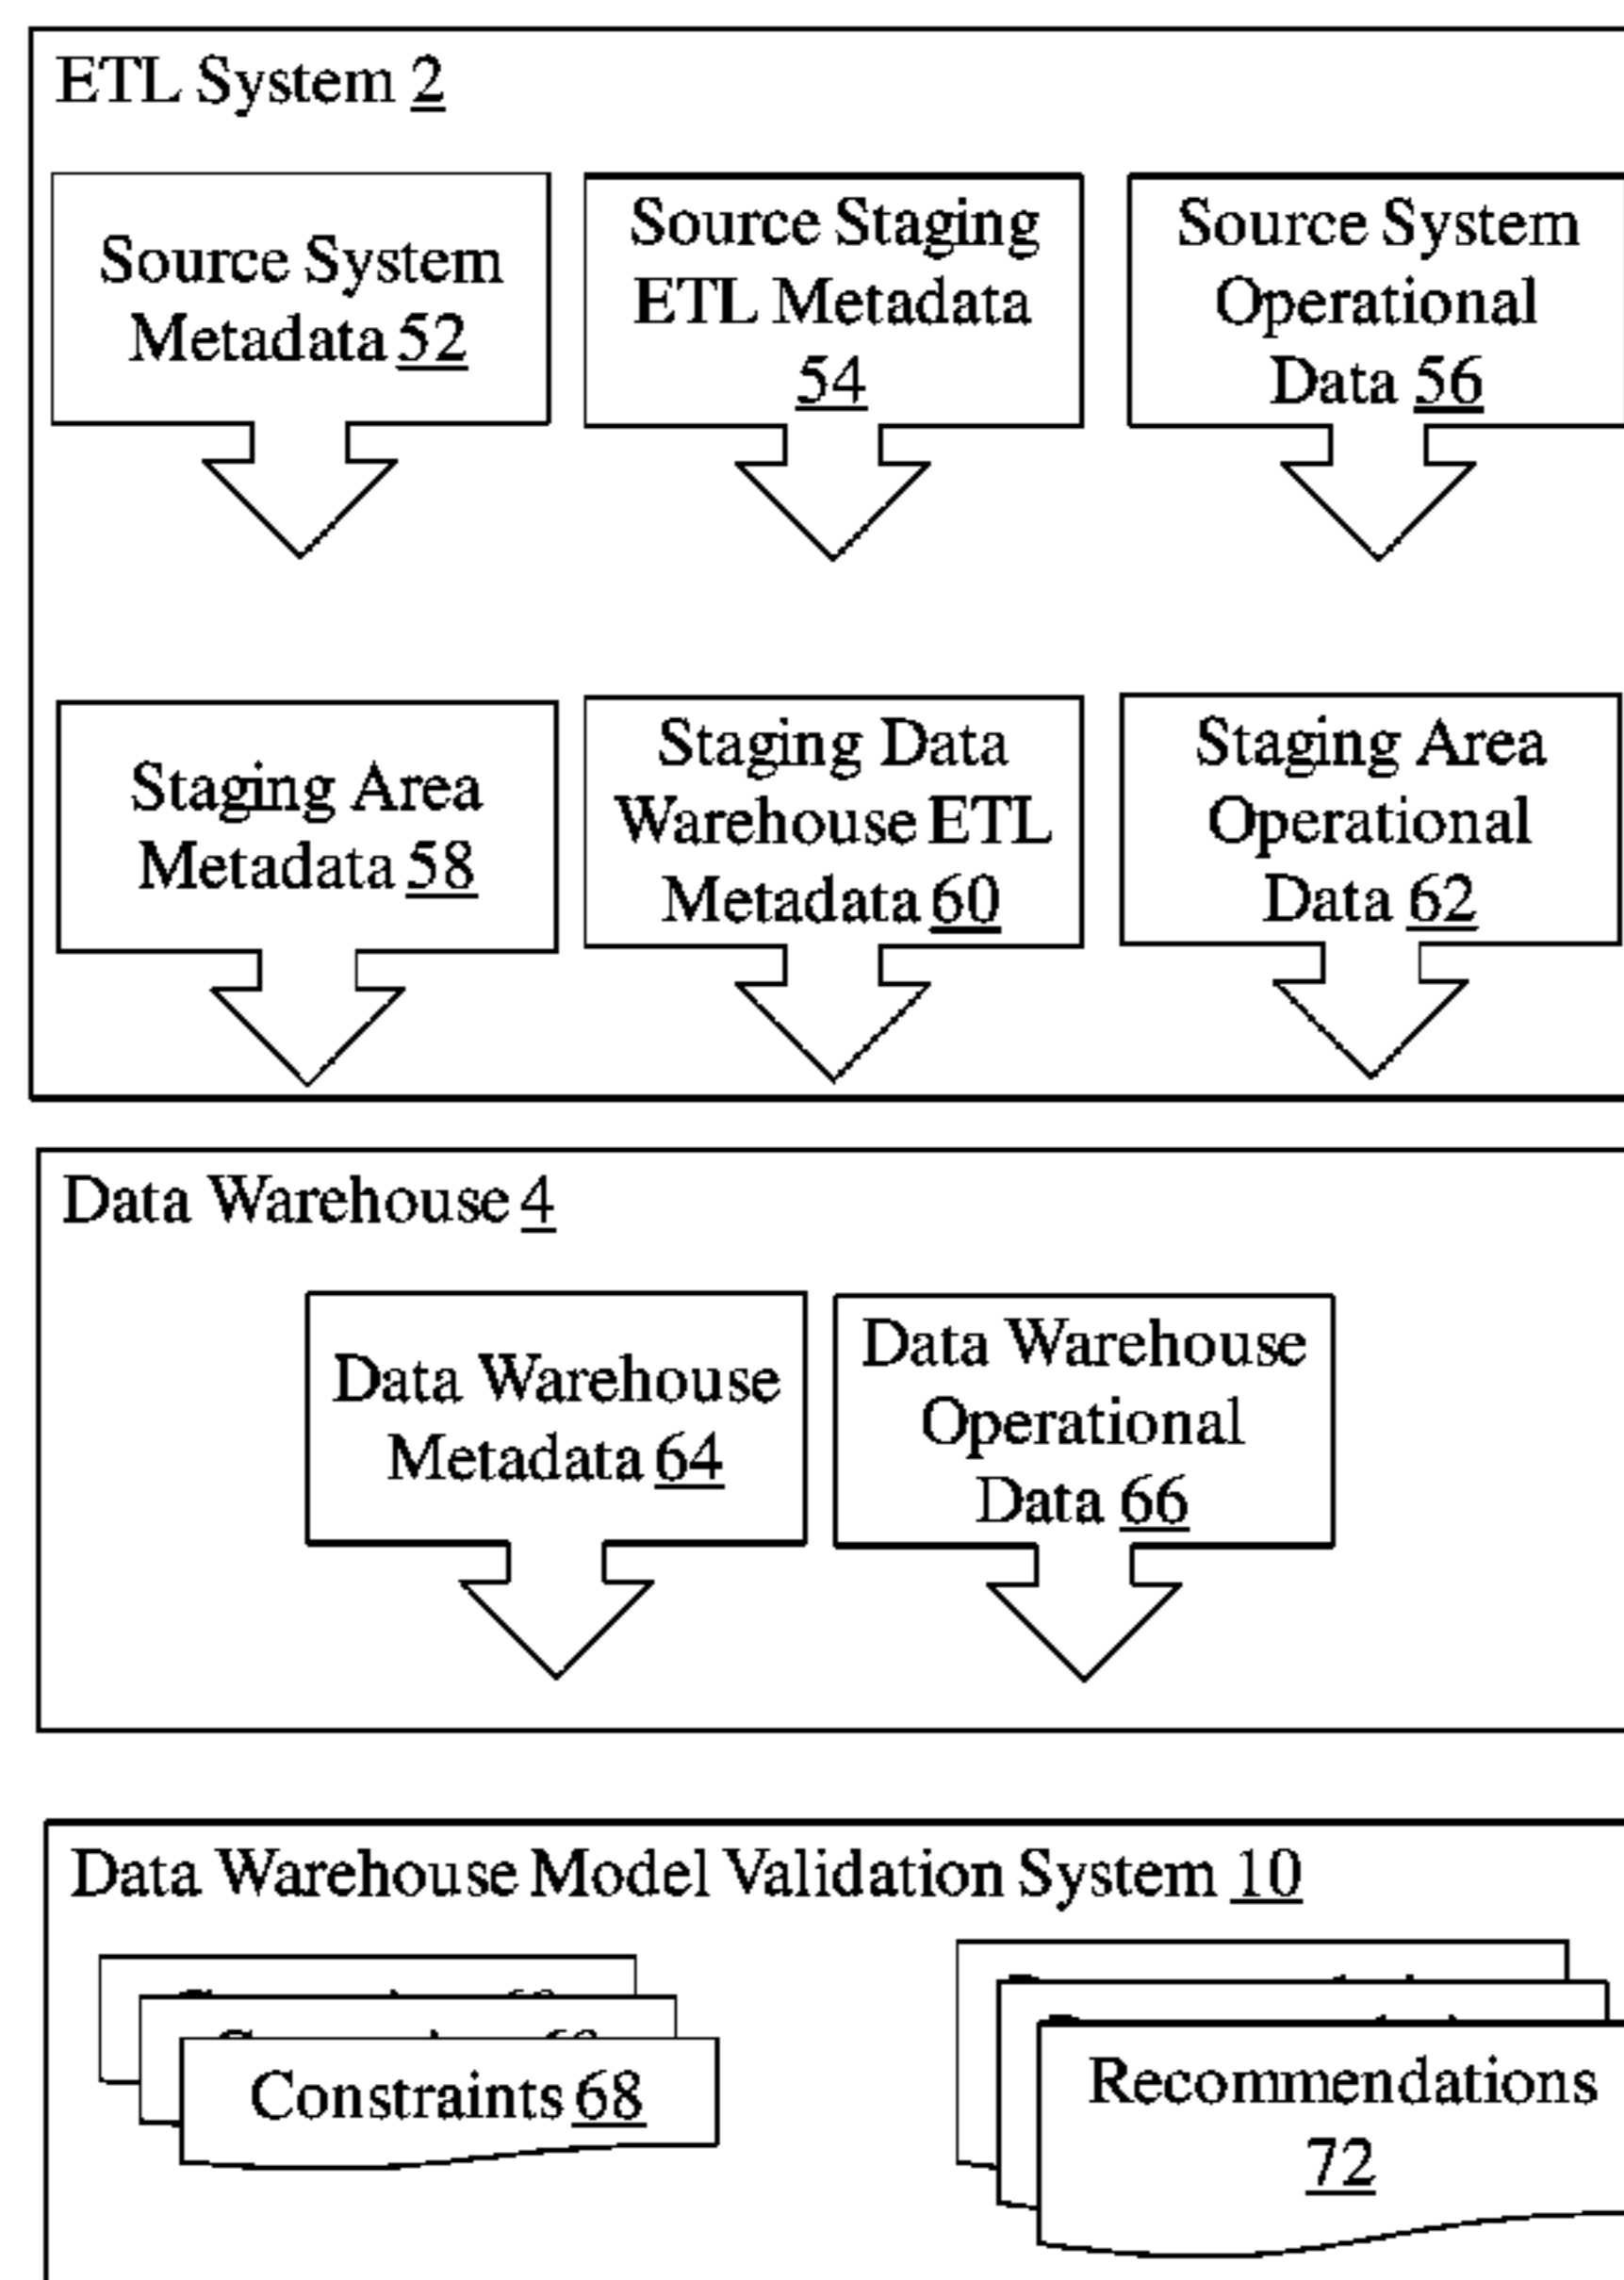 ETL System 2
Source System
Metadata 52
Source Staging
ETL Metadata
54
Source System
Operational
Data 56
Staging Area
Metadata 58
Staging Data
Warehouse ETL
Metadata 60
Staging Area
Operational
Data 62
Data Warehouse 4
Data Warehouse
Metadata 64
Data Warehouse
Operational
Data 66
Data Warehouse Model Validation System 10
Constraints 68
Recommendations
72